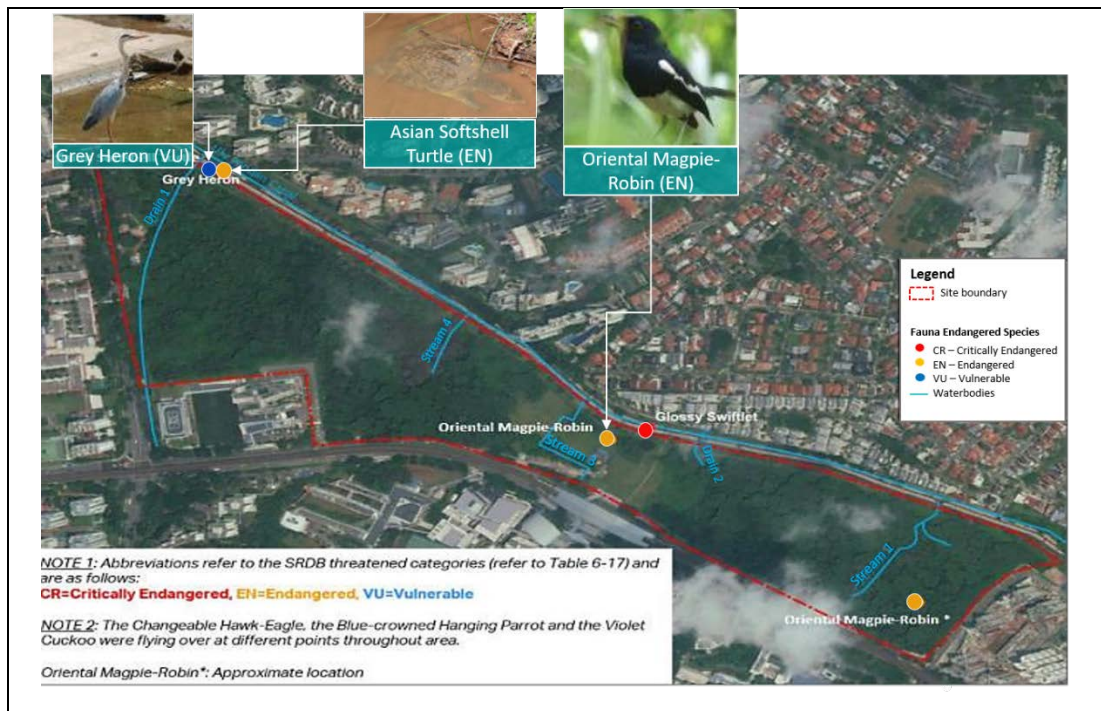 Grey Heron (VU)
Asian Softshell
Turtle (EN)
Oriental Magpie-
Robin (EN)
Grey Heron
Drain 1
Stream 4
Oriental Magpie-Robin
Stream 3
Glossy Swiftlet
Drain 2
Stream 1
Oriental Magpie-Robin *
Legend
Site boundary
Fauna Endangered Species
CR – Critically Endangered
EN – Endangered
VU – Vulnerable
Waterbodies
NOTE 1: Abbreviations refer to the SRDB threatened categories (refer to Table 6-17) and
are as follows:
CR=Critically Endangered, EN=Endangered, VU=Vulnerable
NOTE 2: The Changeable Hawk-Eagle, the Blue-crowned Hanging Parrot and the Violet
Cuckoo were flying over at different points throughout area.
Oriental Magpie-Robin*: Approximate location